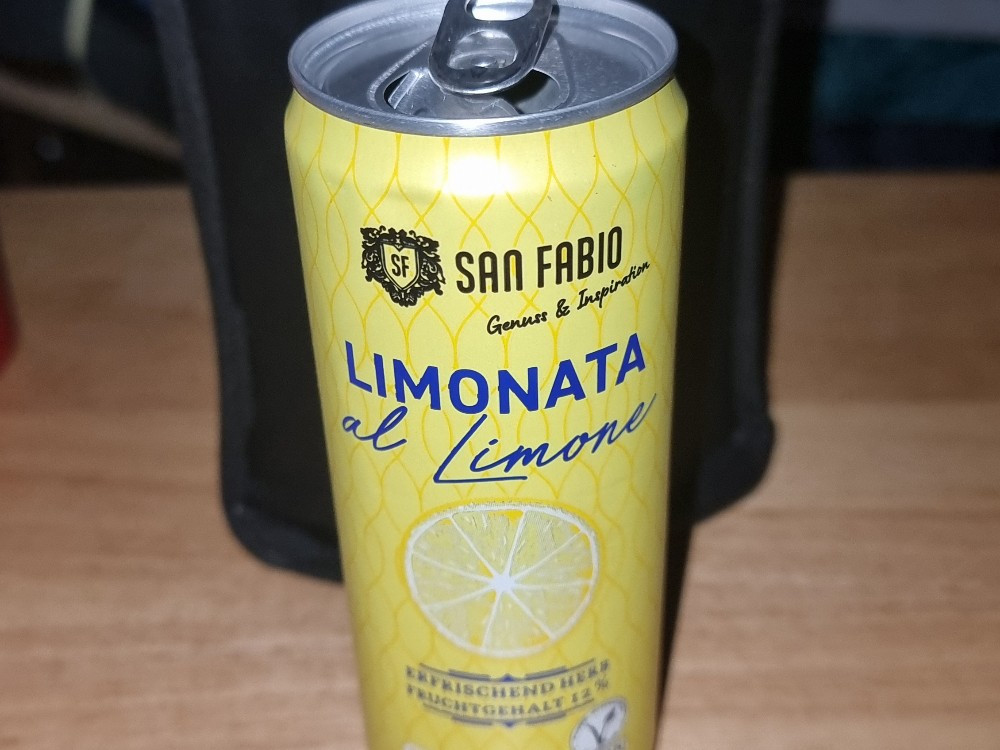 SF
SAN FABIO
Genuss & Inspiration
LIMONATA
al Limone
ERFRISCHEND HERB
FRUCHTGEHALT 12 %